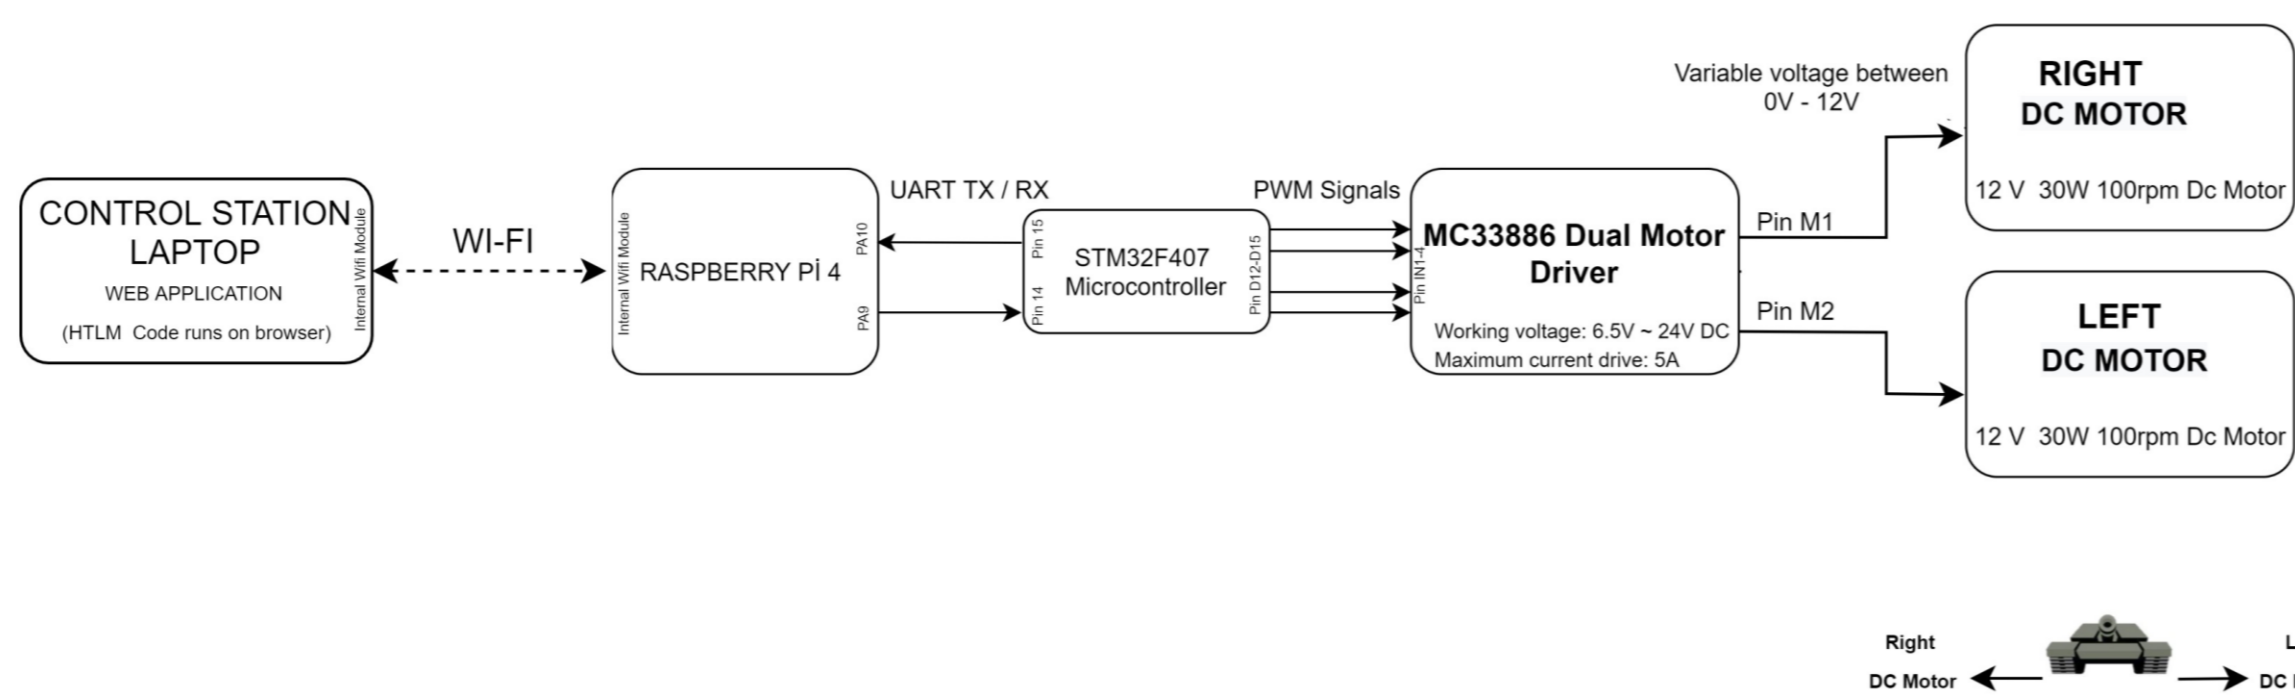 CONTROL STATION
LAPTOP
WEB APPLICATION
(HTLM Code runs on browser)
Internal Wifi Module
WI-FI
Internal Wifi Module
RASPBERRY Pİ 4
PA10
PA9
UART TX / RX
Pin 15
Pin 14
STM32F407
Microcontroller
Pin D12-D15
PWM Signals
Pin IN1-4
MC33886 Dual Motor
Driver
Working voltage: 6.5V ~ 24V DC
Maximum current drive: 5A
Pin M1
Pin M2
Variable voltage between
0V - 12V
RIGHT
DC MOTOR
12 V 30W 100rpm Dc Motor
LEFT
DC MOTOR
12 V 30W 100rpm Dc Motor
Right
DC Motor
L
DC